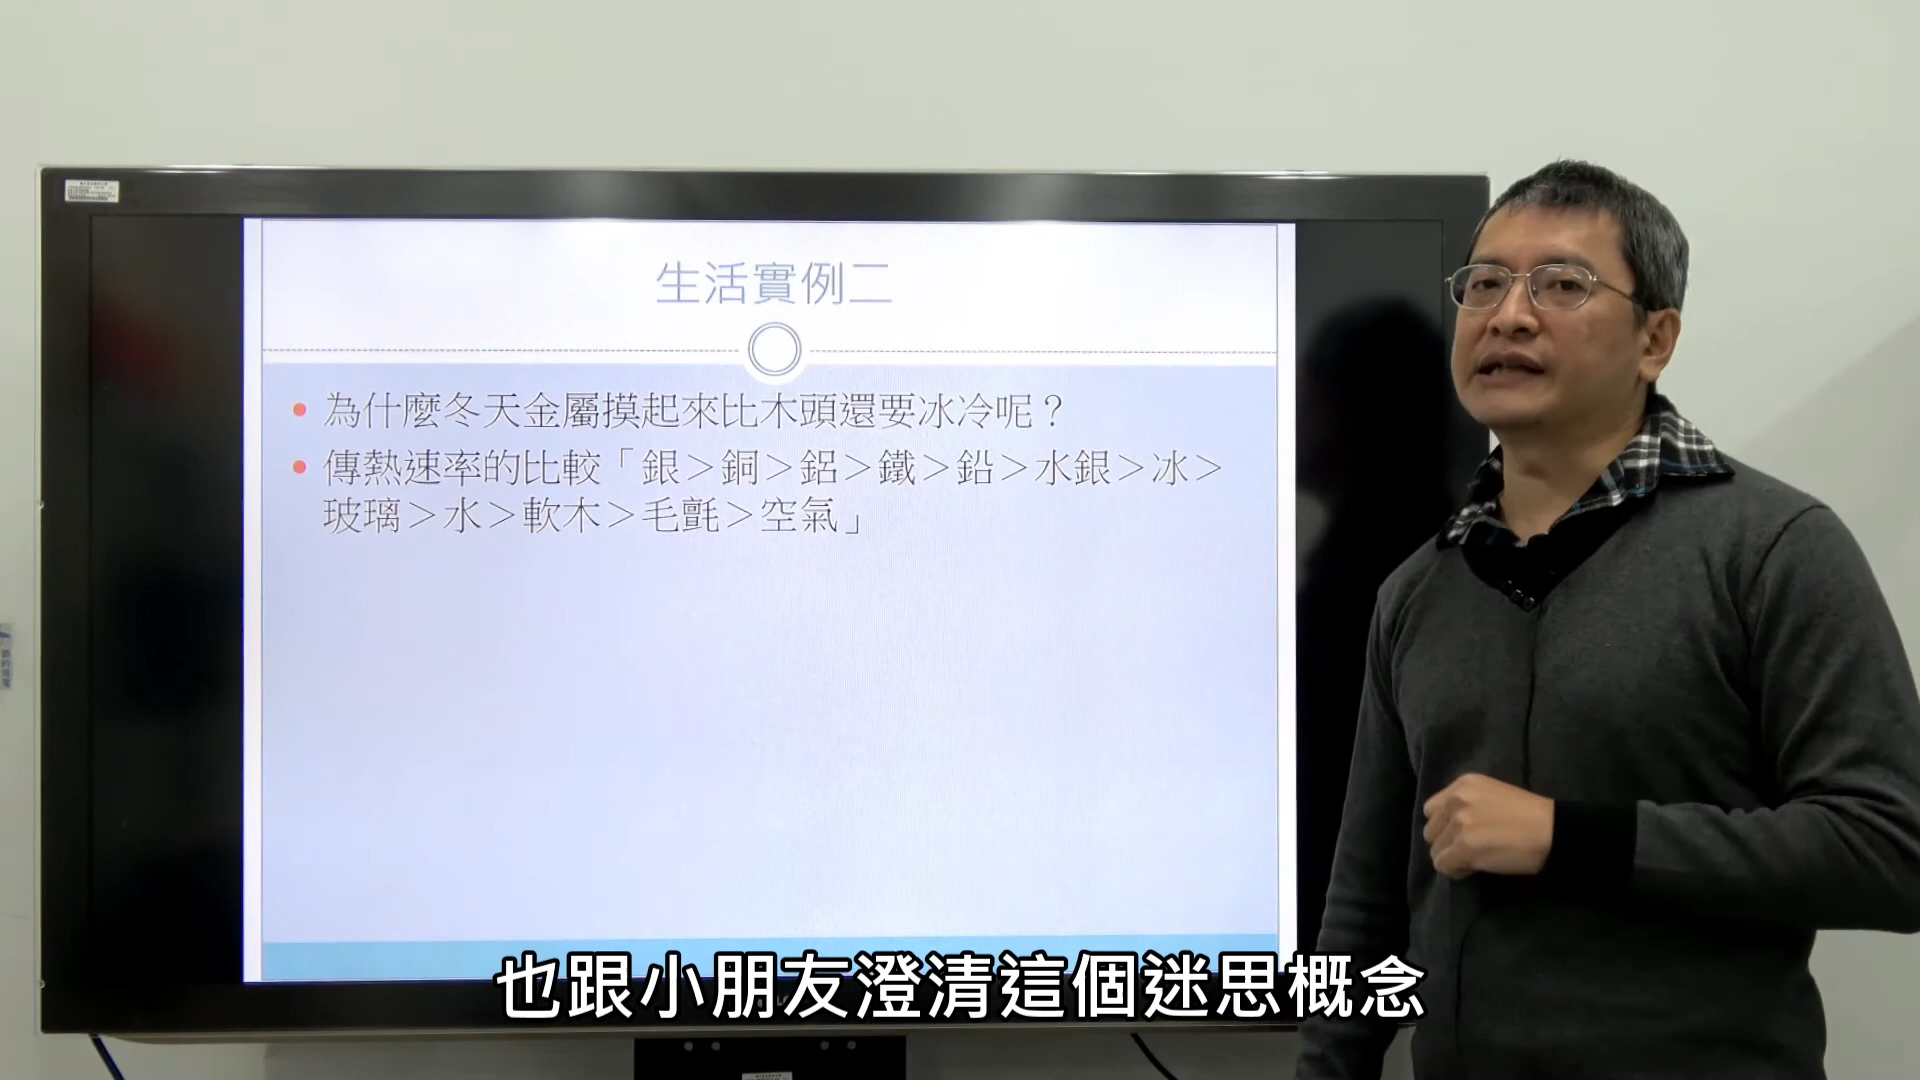 生活實例二
為什麼冬天金屬摸起來比木頭還要冰冷呢？
傳熱速率的比較「銀＞銅＞鋁＞鐵＞鉛＞水銀＞冰＞
玻璃＞水＞軟木＞毛氈＞空氣」
也跟小朋友澄清這個迷思概念